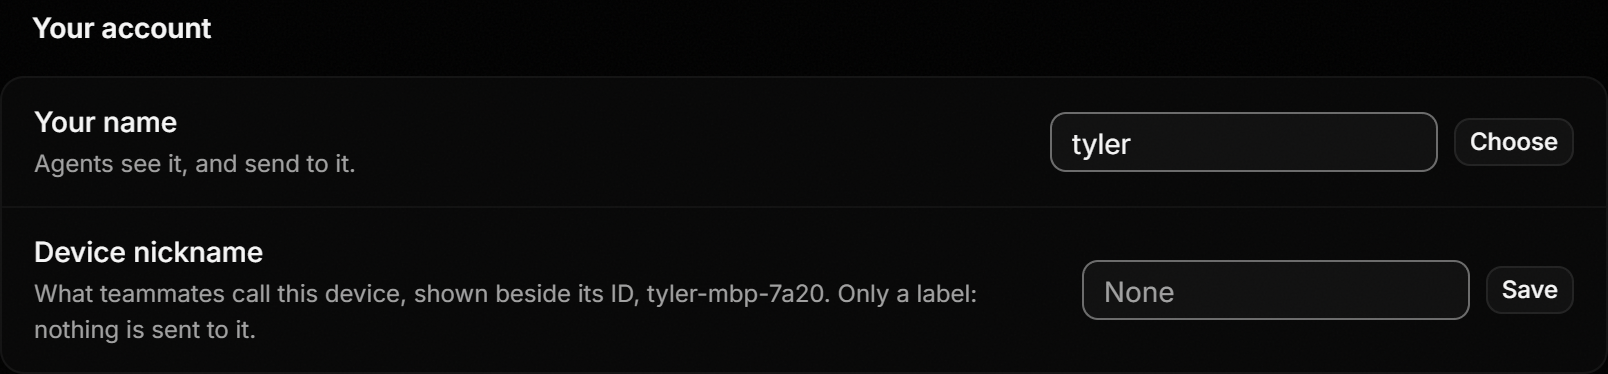 Your account
Your name
Agents see it, and send to it.
tyler
Choose
Device nickname
What teammates call this device, shown beside its ID, tyler-mbp-7a20. Only a label:
nothing is sent to it.
None
Save